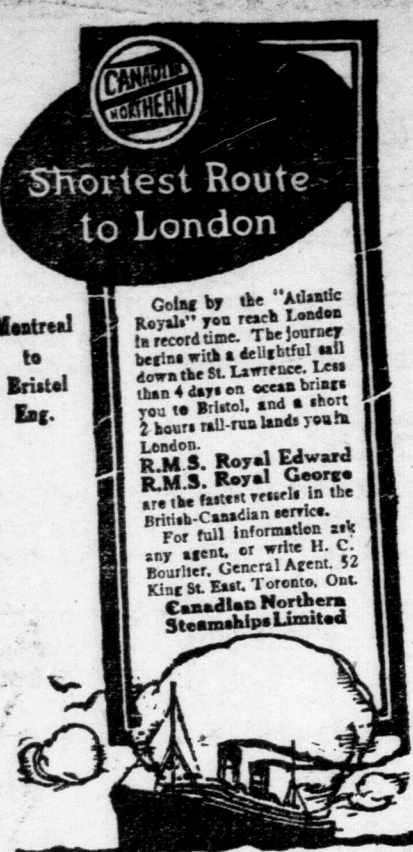 CANADIAN
NORTHERN
Shortest Route
to London
Montreal
to
Bristol
Eng.
Going by the "Atlantic
Royals" you reach London
in record time. The journey
begins with a delightful sail
down the St. Lawrence. Less
than 4 days on ocean brings
you to Bristol, and a short
2 hours rail-run lands you in
London.
R.M.S. Royal Edward
R.M.S. Royal George
are the fastest vessels in the
British-Canadian service.
For full information ask
any agent, or write H. C.
Bourlier, General Agent, 52
King St. East, Toronto, Ont.
Canadian Northern
Steamships Limited